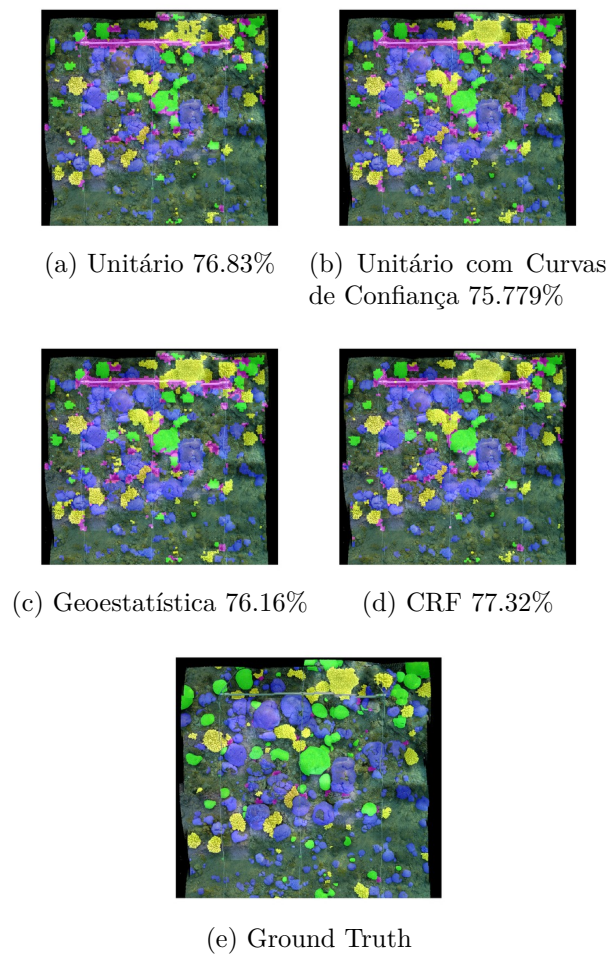 (a) Unitário 76.83%
(b) Unitário com Curvas
de Confiança 75.779%
(c) Geoestatística 76.16%
(d) CRF 77.32%
(e) Ground Truth